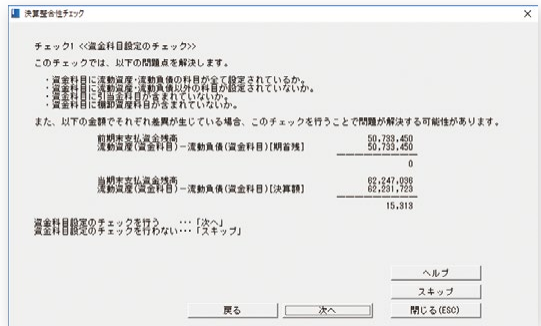 決算整合性チェック
チェック1 <<資金科目設定のチェック>>
このチェックでは、以下の問題点を解決します。
・資金科目に流動資産・流動負債の科目が全て設定されているか。
・資金科目に流動資産・流動負債以外の科目が設定されていないか。
・資金科目に引当金科目が含まれていないか。
・資金科目に棚卸資産科目が含まれていないか。
また、以下の金額でそれぞれ差異が生じている場合、このチェックを行うことで問題が解決する可能性があります。
前期末支払資金残高 50,733,450
流動資産(資金科目)-流動負債(資金科目)[期首残] 50,733,450
0
当期末支払資金残高 62,247,036
流動資産(資金科目)-流動負債(資金科目)[決算額] 62,231,723
15,313
資金科目設定のチェックを行う ・・・「次へ」
資金科目設定のチェックを行わない・・・「スキップ」
ヘルプ
スキップ
戻る 次へ 閉じる(ESC)